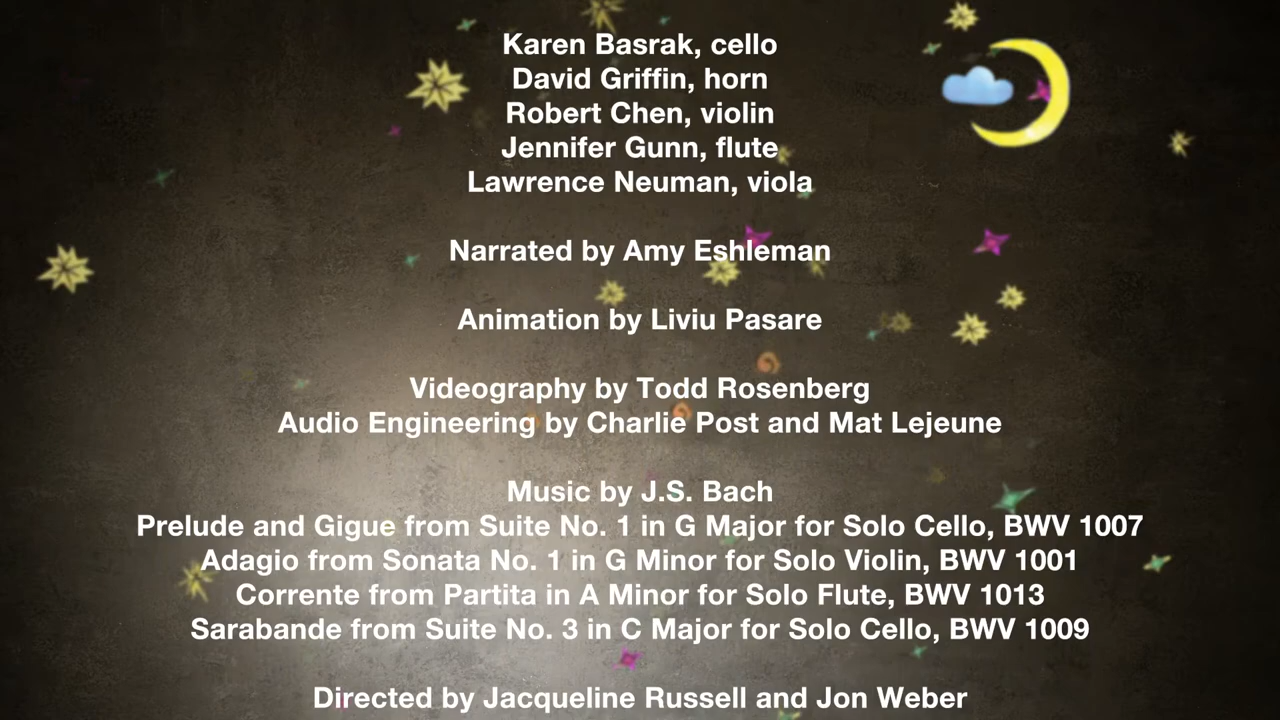 Karen Basrak, cello
David Griffin, horn
Robert Chen, violin
Jennifer Gunn, flute
Lawrence Neuman, viola
Narrated by Amy Eshleman
Animation by Liviu Pasare
Videography by Todd Rosenberg
Audio Engineering by Charlie Post and Mat Lejeune
Music by J.S. Bach
Prelude and Gigue from Suite No. 1 in G Major for Solo Cello, BWV 1007
Adagio from Sonata No. 1 in G Minor for Solo Violin, BWV 1001
Corrente from Partita in A Minor for Solo Flute, BWV 1013
Sarabande from Suite No. 3 in C Major for Solo Cello, BWV 1009
Directed by Jacqueline Russell and Jon Weber